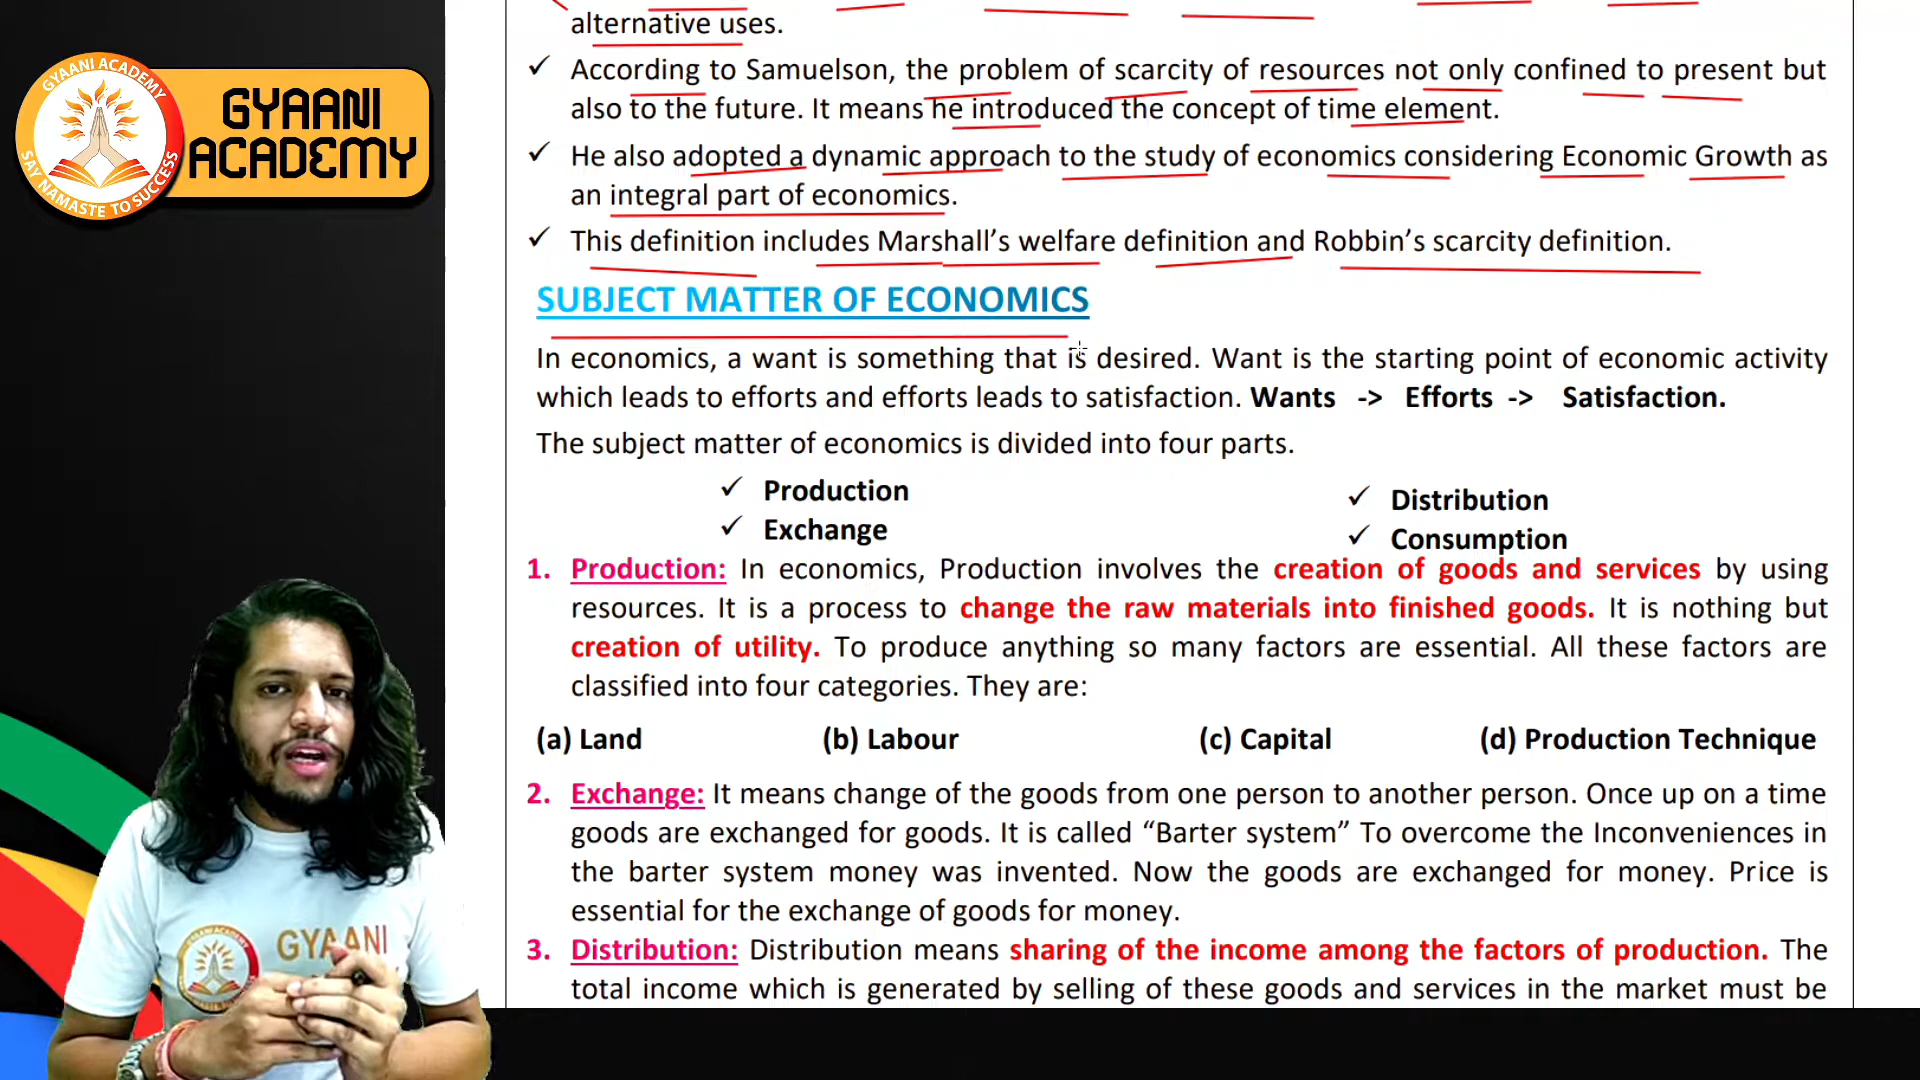 GYAANI ACADEMY
SAY NAMASTE TO SUCCESS
GYAANI
ACADEMY
alternative uses.
✓ According to Samuelson, the problem of scarcity of resources not only confined to present but
also to the future. It means he introduced the concept of time element.
✓ He also adopted a dynamic approach to the study of economics considering Economic Growth as
an integral part of economics.
✓ This definition includes Marshall’s welfare definition and Robbin’s scarcity definition.
SUBJECT MATTER OF ECONOMICS
In economics, a want is something that is desired. Want is the starting point of economic activity
which leads to efforts and efforts leads to satisfaction. Wants -> Efforts -> Satisfaction.
The subject matter of economics is divided into four parts.
✓ Production
✓ Exchange
✓ Distribution
✓ Consumption
1. Production: In economics, Production involves the creation of goods and services by using
resources. It is a process to change the raw materials into finished goods. It is nothing but
creation of utility. To produce anything so many factors are essential. All these factors are
classified into four categories. They are:
(a) Land (b) Labour (c) Capital (d) Production Technique
2. Exchange: It means change of the goods from one person to another person. Once up on a time
goods are exchanged for goods. It is called “Barter system” To overcome the Inconveniences in
the barter system money was invented. Now the goods are exchanged for money. Price is
essential for the exchange of goods for money.
3. Distribution: Distribution means sharing of the income among the factors of production. The
total income which is generated by selling of these goods and services in the market must be
GYAANI